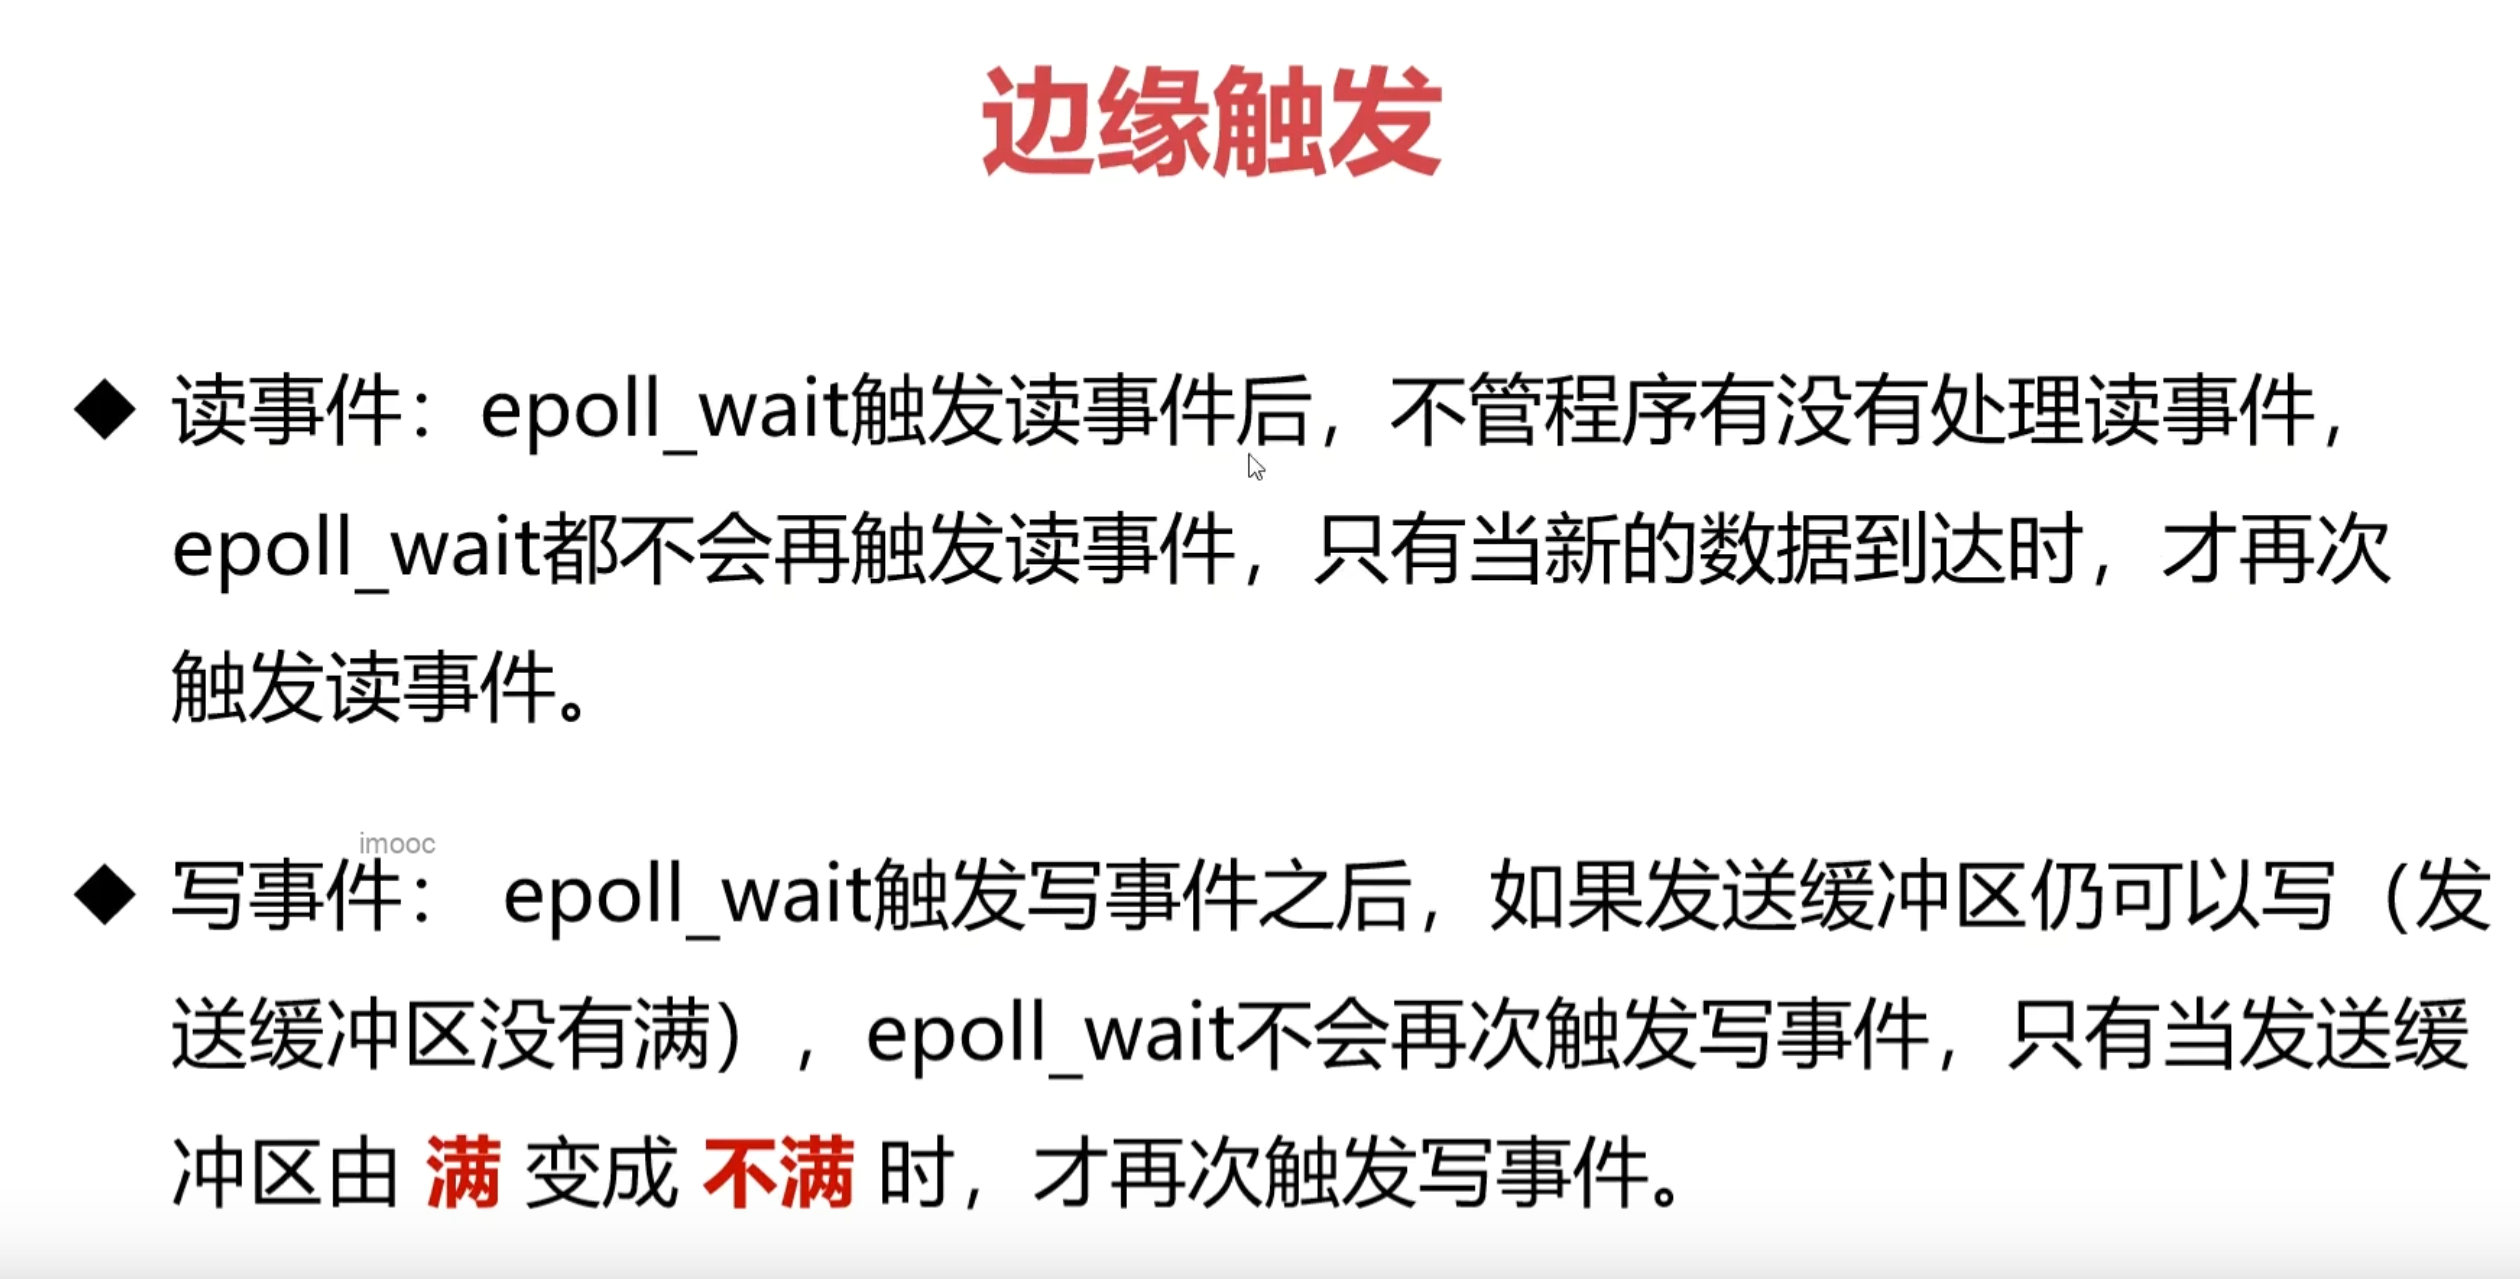 边缘触发
◆ 读事件：epoll_wait触发读事件后，不管程序有没有处理读事件，
epoll_wait都不会再触发读事件，只有当新的数据到达时，才再次
触发读事件。
imooc
◆ 写事件： epoll_wait触发写事件之后，如果发送缓冲区仍可以写（发
送缓冲区没有满），epoll_wait不会再次触发写事件，只有当发送缓
冲区由 满 变成 不满 时，才再次触发写事件。